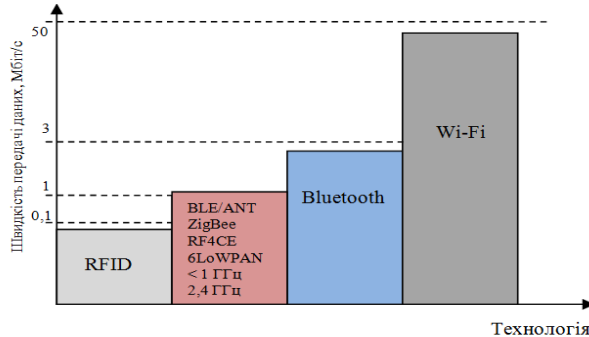 Швидкість передачі даних, Мбіт/с
50
3
1
0,1
RFID
BLE/ANT
ZigBee
RF4CE
6LoWPAN
< 1 ГГц
2,4 ГГц
Bluetooth
Wi-Fi
Технологія